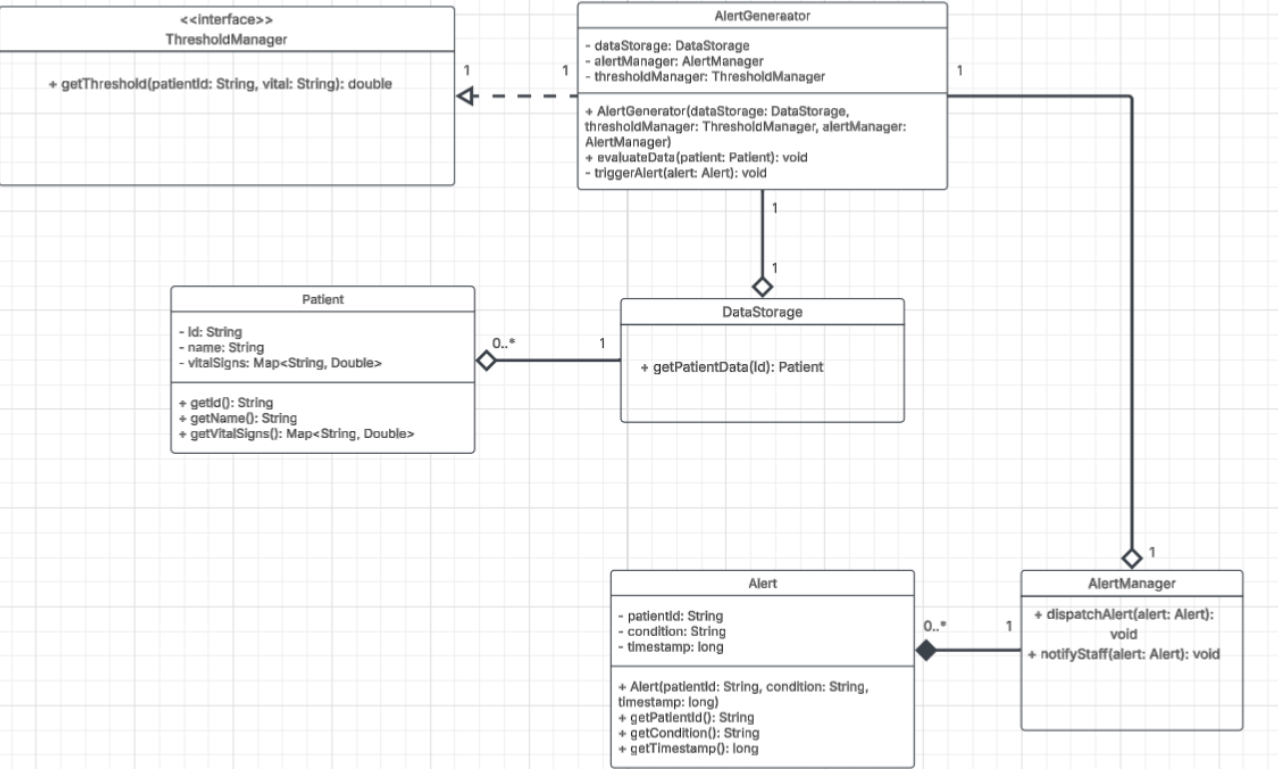 <<interface>>
ThresholdManager
+ getThreshold(patientId: String, vital: String): double
1
1
AlertGeneraator
- dataStorage: DataStorage
- alertManager: AlertManager
- thresholdManager: ThresholdManager
+ AlertGenerator(dataStorage: DataStorage,
thresholdManager: ThresholdManager, alertManager:
AlertManager)
+ evaluateData(patient: Patient): void
- triggerAlert(alert: Alert): void
1
1
1
Patient
- Id: String
- name: String
- vitalSigns: Map<String, Double>
+ getId(): String
+ getName(): String
+ getVitalSigns(): Map<String, Double>
0..*
1
DataStorage
+ getPatientData(Id): Patient
Alert
- patientId: String
- condition: String
- timestamp: long
+ Alert(patientId: String, condition: String,
timestamp: long)
+ getPatientId(): String
+ getCondition(): String
+ getTimestamp(): long
0..*
1
1
AlertManager
+ dispatchAlert(alert: Alert):
void
+ notifyStaff(alert: Alert): void